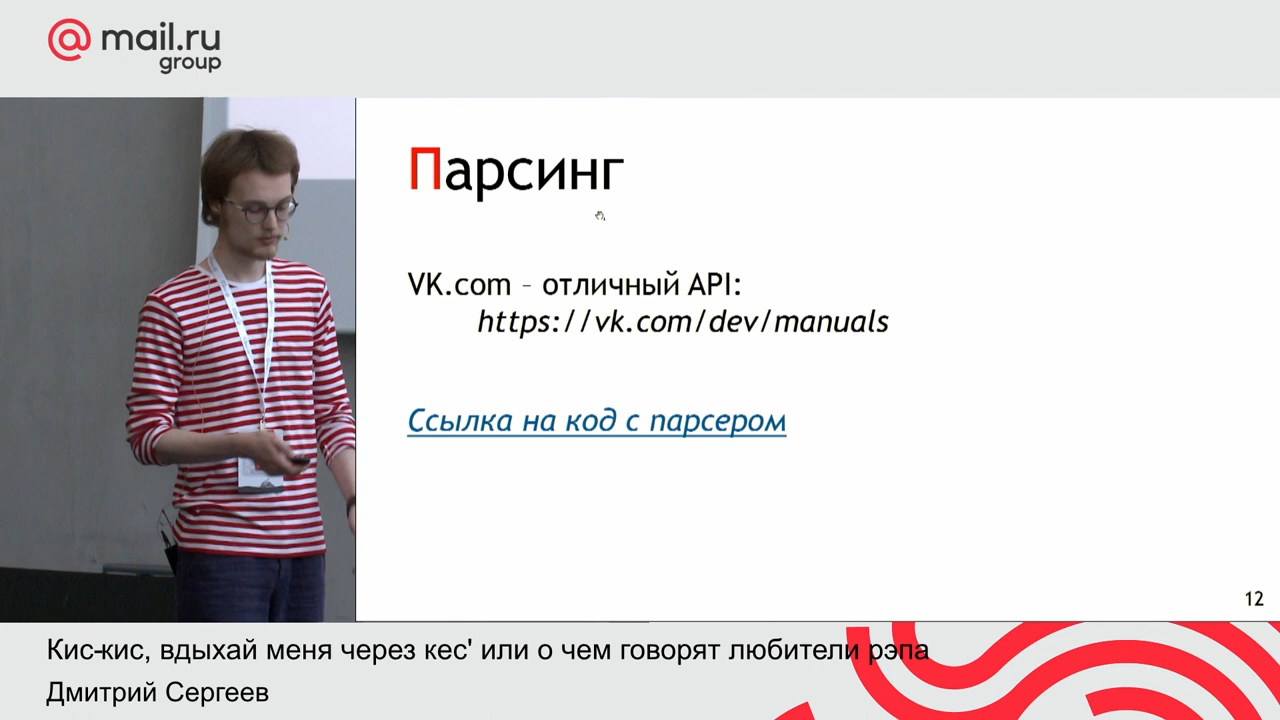 mail.ru
group
Парсинг
VK.com – отличный API:
https://vk.com/dev/manuals
Ссылка на код с парсером
12
Кис-кис, вдыхай меня через кес' или о чем говорят любители рэпа
Дмитрий Сергеев